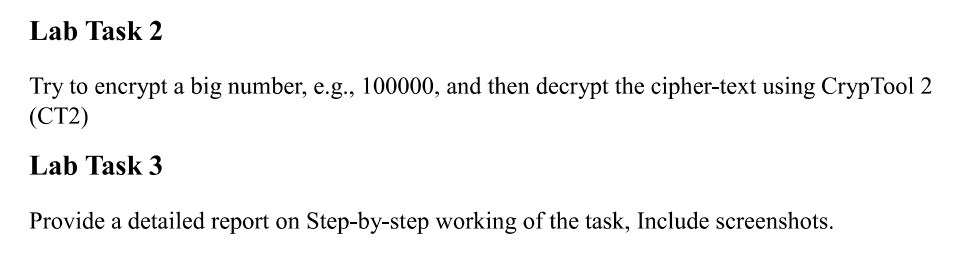 Lab Task 2
Try to encrypt a big number, e.g., 100000, and then decrypt the cipher-text using CrypTool 2
(CT2)
Lab Task 3
Provide a detailed report on Step-by-step working of the task, Include screenshots.